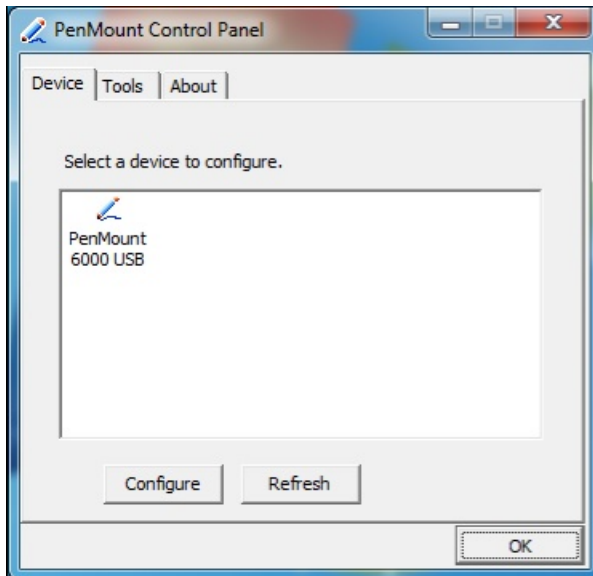 PenMount Control Panel
Device Tools About
Select a device to configure.
PenMount
6000 USB
Configure Refresh
OK